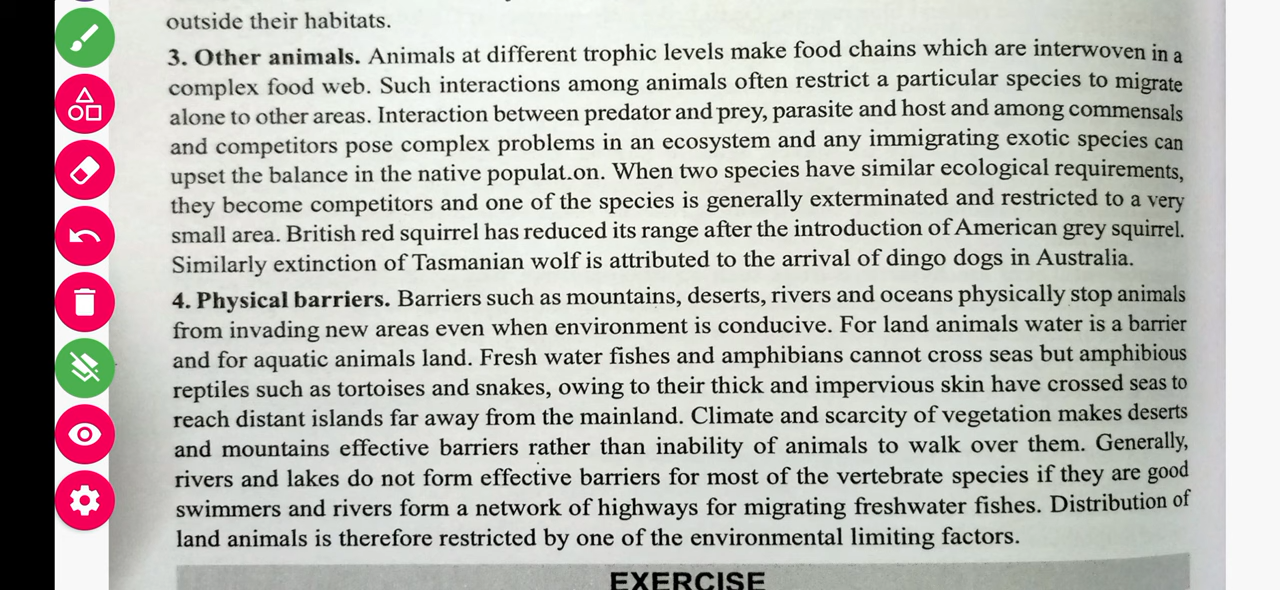 outside their habitats.
3. Other animals. Animals at different trophic levels make food chains which are interwoven in a
complex food web. Such interactions among animals often restrict a particular species to migrate
alone to other areas. Interaction between predator and prey, parasite and host and among commensals
and competitors pose complex problems in an ecosystem and any immigrating exotic species can
upset the balance in the native populat.on. When two species have similar ecological requirements,
they become competitors and one of the species is generally exterminated and restricted to a very
small area. British red squirrel has reduced its range after the introduction of American grey squirrel.
Similarly extinction of Tasmanian wolf is attributed to the arrival of dingo dogs in Australia.
4. Physical barriers. Barriers such as mountains, deserts, rivers and oceans physically stop animals
from invading new areas even when environment is conducive. For land animals water is a barrier
and for aquatic animals land. Fresh water fishes and amphibians cannot cross seas but amphibious
reptiles such as tortoises and snakes, owing to their thick and impervious skin have crossed seas to
reach distant islands far away from the mainland. Climate and scarcity of vegetation makes deserts
and mountains effective barriers rather than inability of animals to walk over them. Generally,
rivers and lakes do not form effective barriers for most of the vertebrate species if they are good
swimmers and rivers form a network of highways for migrating freshwater fishes. Distribution of
land animals is therefore restricted by one of the environmental limiting factors.
EXERCISE